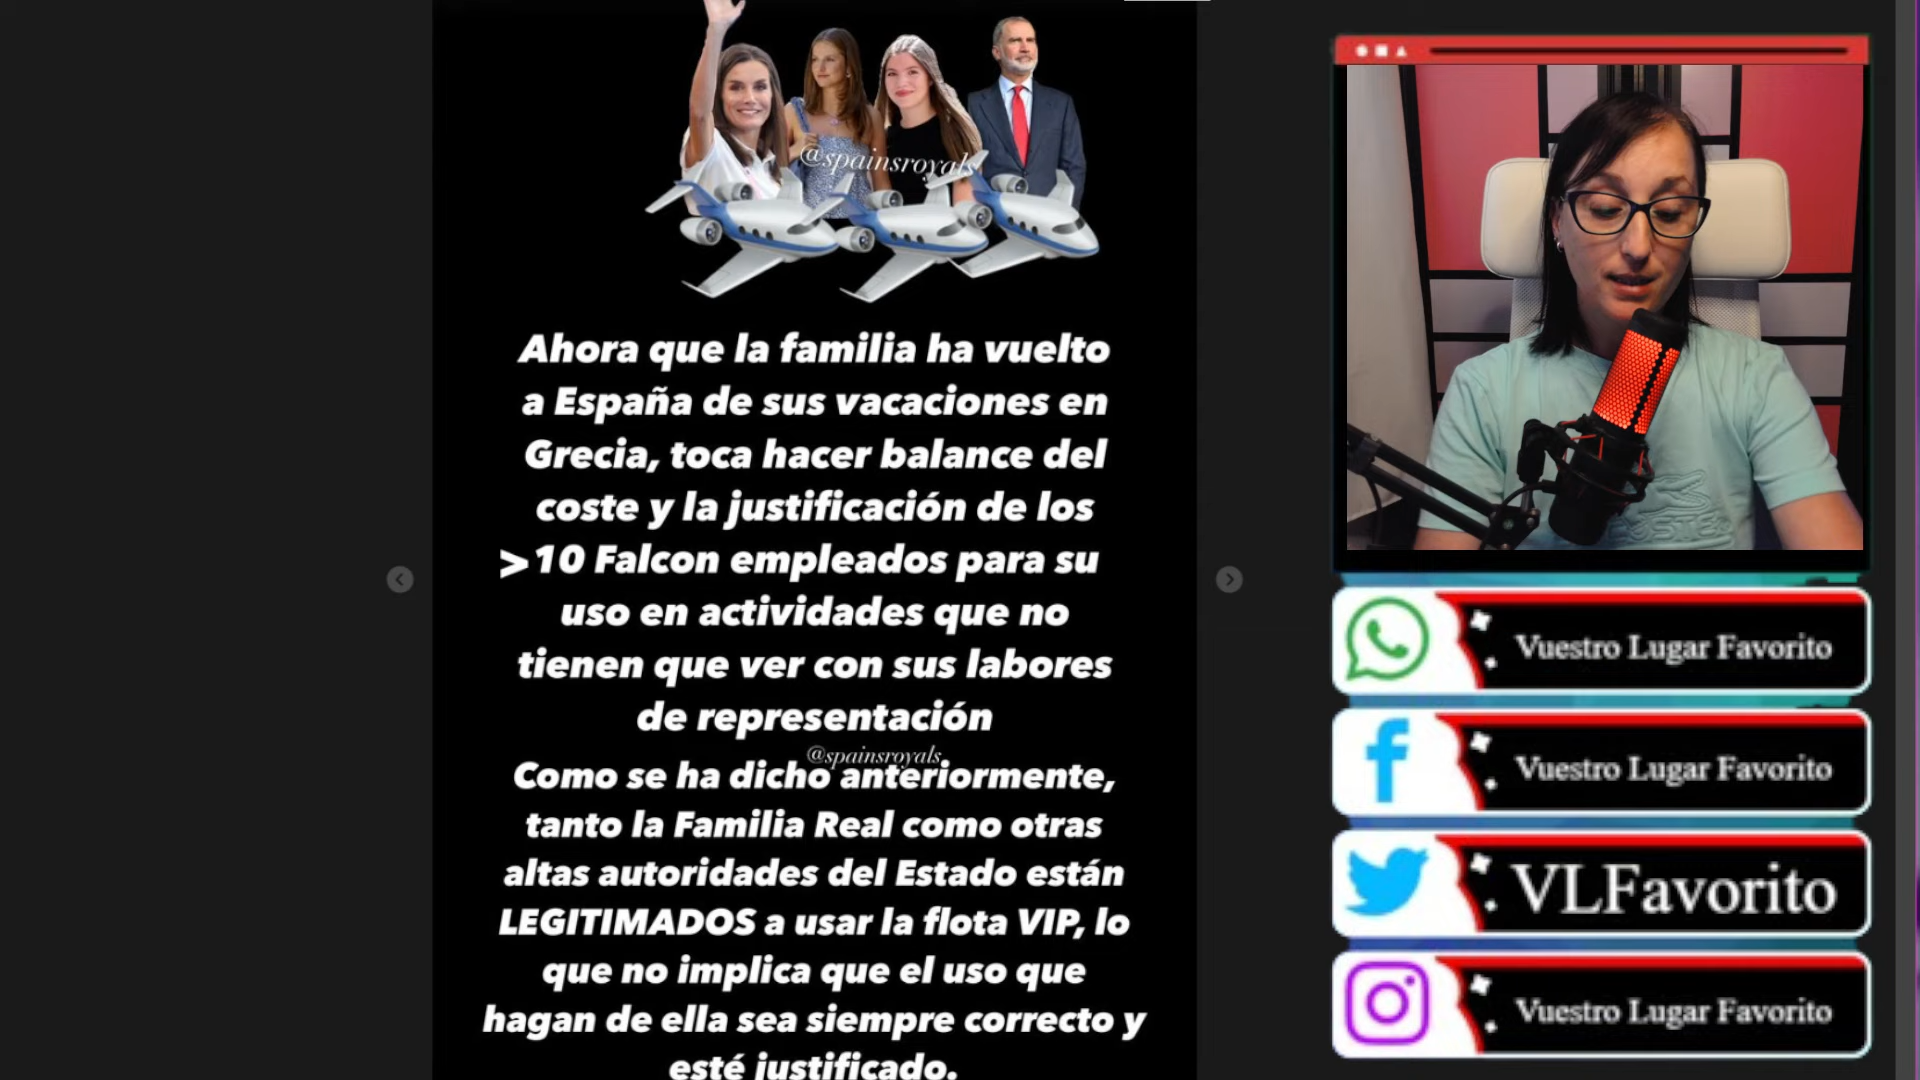 @spainsroyals
Ahora que la familia ha vuelto
a España de sus vacaciones en
Grecia, toca hacer balance del
coste y la justificación de los
>10 Falcon empleados para su
uso en actividades que no
tienen que ver con sus labores
de representación
@spainsroyals
Como se ha dicho anteriormente,
tanto la Familia Real como otras
altas autoridades del Estado están
LEGITIMADOS a usar la flota VIP, lo
que no implica que el uso que
hagan de ella sea siempre correcto y
esté justificado.
Vuestro Lugar Favorito
Vuestro Lugar Favorito
VLFavorito
Vuestro Lugar Favorito